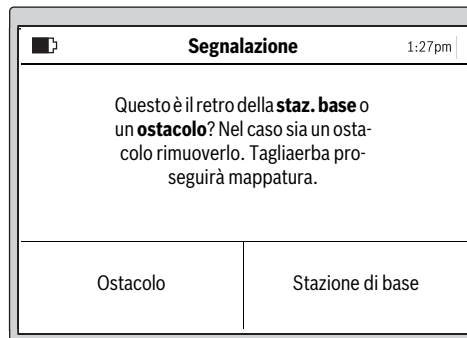 Segnalazione 1:27pm
Questo è il retro della staz. base o
un ostacolo? Nel caso sia un osta-
colo rimuoverlo. Tagliaerba pro-
seguirà mappatura.
Ostacolo Stazione di base